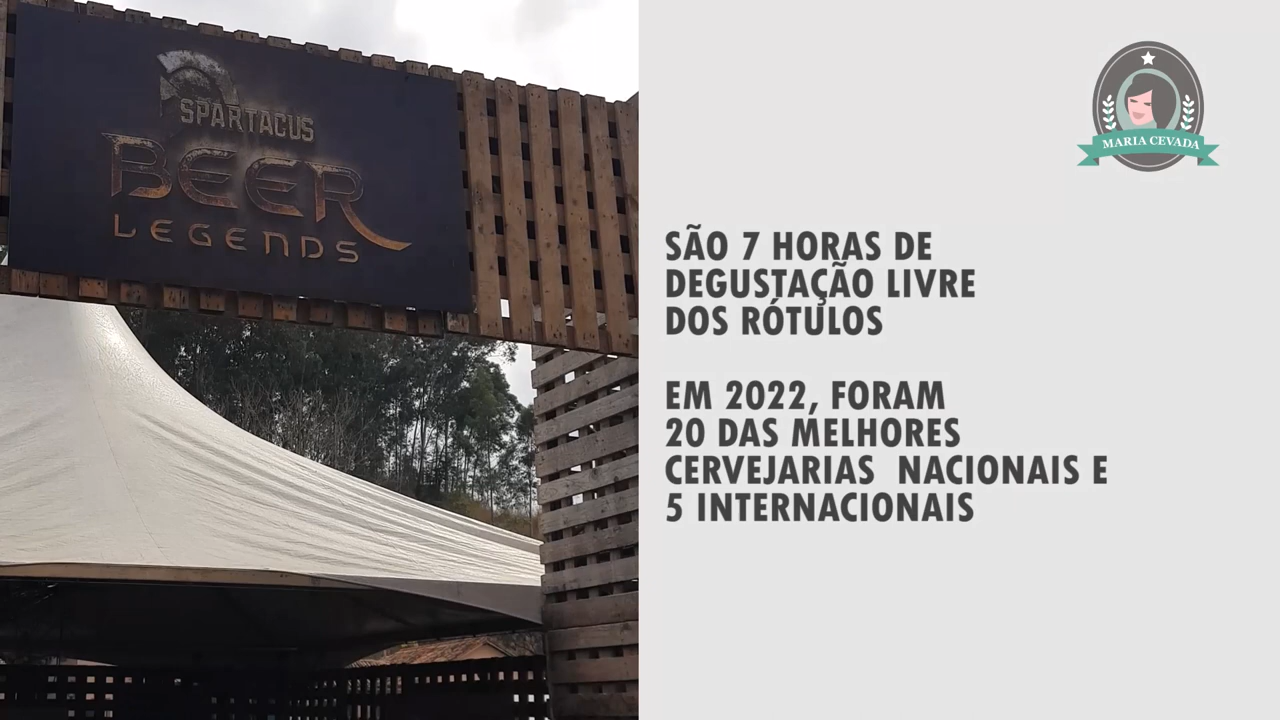 SPARTACUS
BEER
LEGENDS
MARIA CEVADA
SÃO 7 HORAS DE
DEGUSTAÇÃO LIVRE
DOS RÓTULOS
EM 2022, FORAM
20 DAS MELHORES
CERVEJARIAS NACIONAIS E
5 INTERNACIONAIS